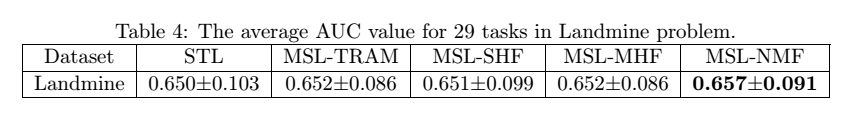 Table 4: The average AUC value for 29 tasks in Landmine problem.
Dataset STL MSL-TRAM MSL-SHF MSL-MHF MSL-NMF
Landmine 0.650±0.103 0.652±0.086 0.651±0.099 0.652±0.086 0.657±0.091